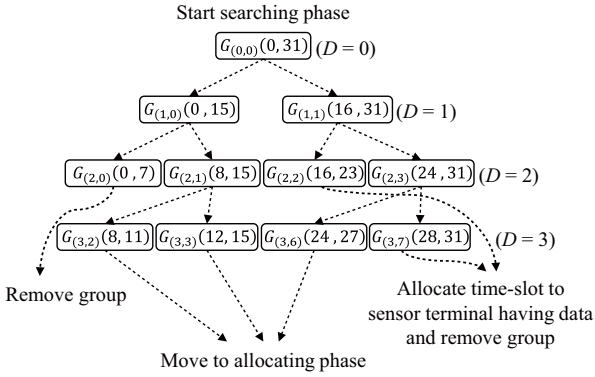 Start searching phase
G(0,0)(0, 31) (D = 0)
G(1,0)(0 ,15) G(1,1)(16, 31) (D = 1)
G(2,0)(0 , 7) G(2,1)(8, 15) G(2,2)(16, 23) G(2,3)(24 , 31) (D = 2)
G(3,2)(8, 11) G(3,3)(12, 15) G(3,6)(24 , 27) G(3,7)(28, 31) (D = 3)
Remove group
Allocate time-slot to
sensor terminal having data
and remove group
Move to allocating phase